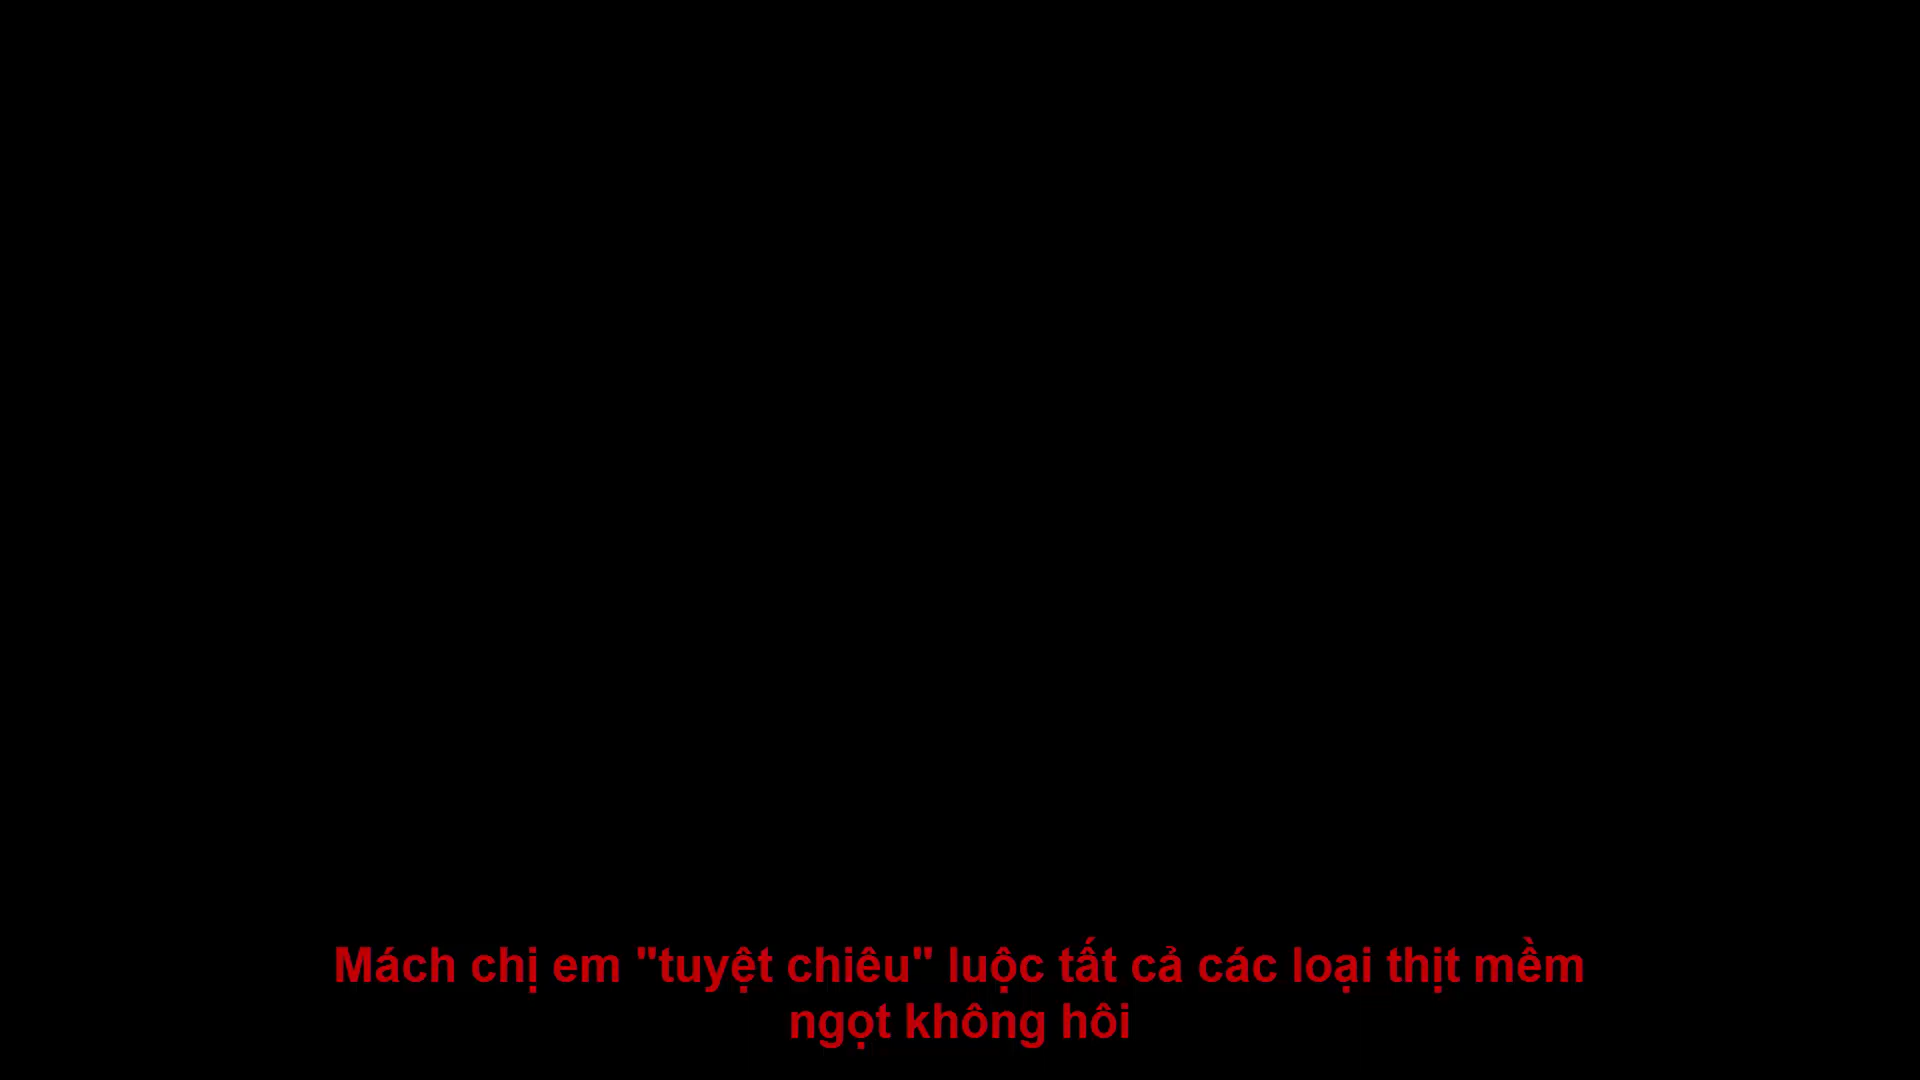 Mách chị em "tuyệt chiêu" luộc tất cả các loại thịt mềm
ngọt không hôi